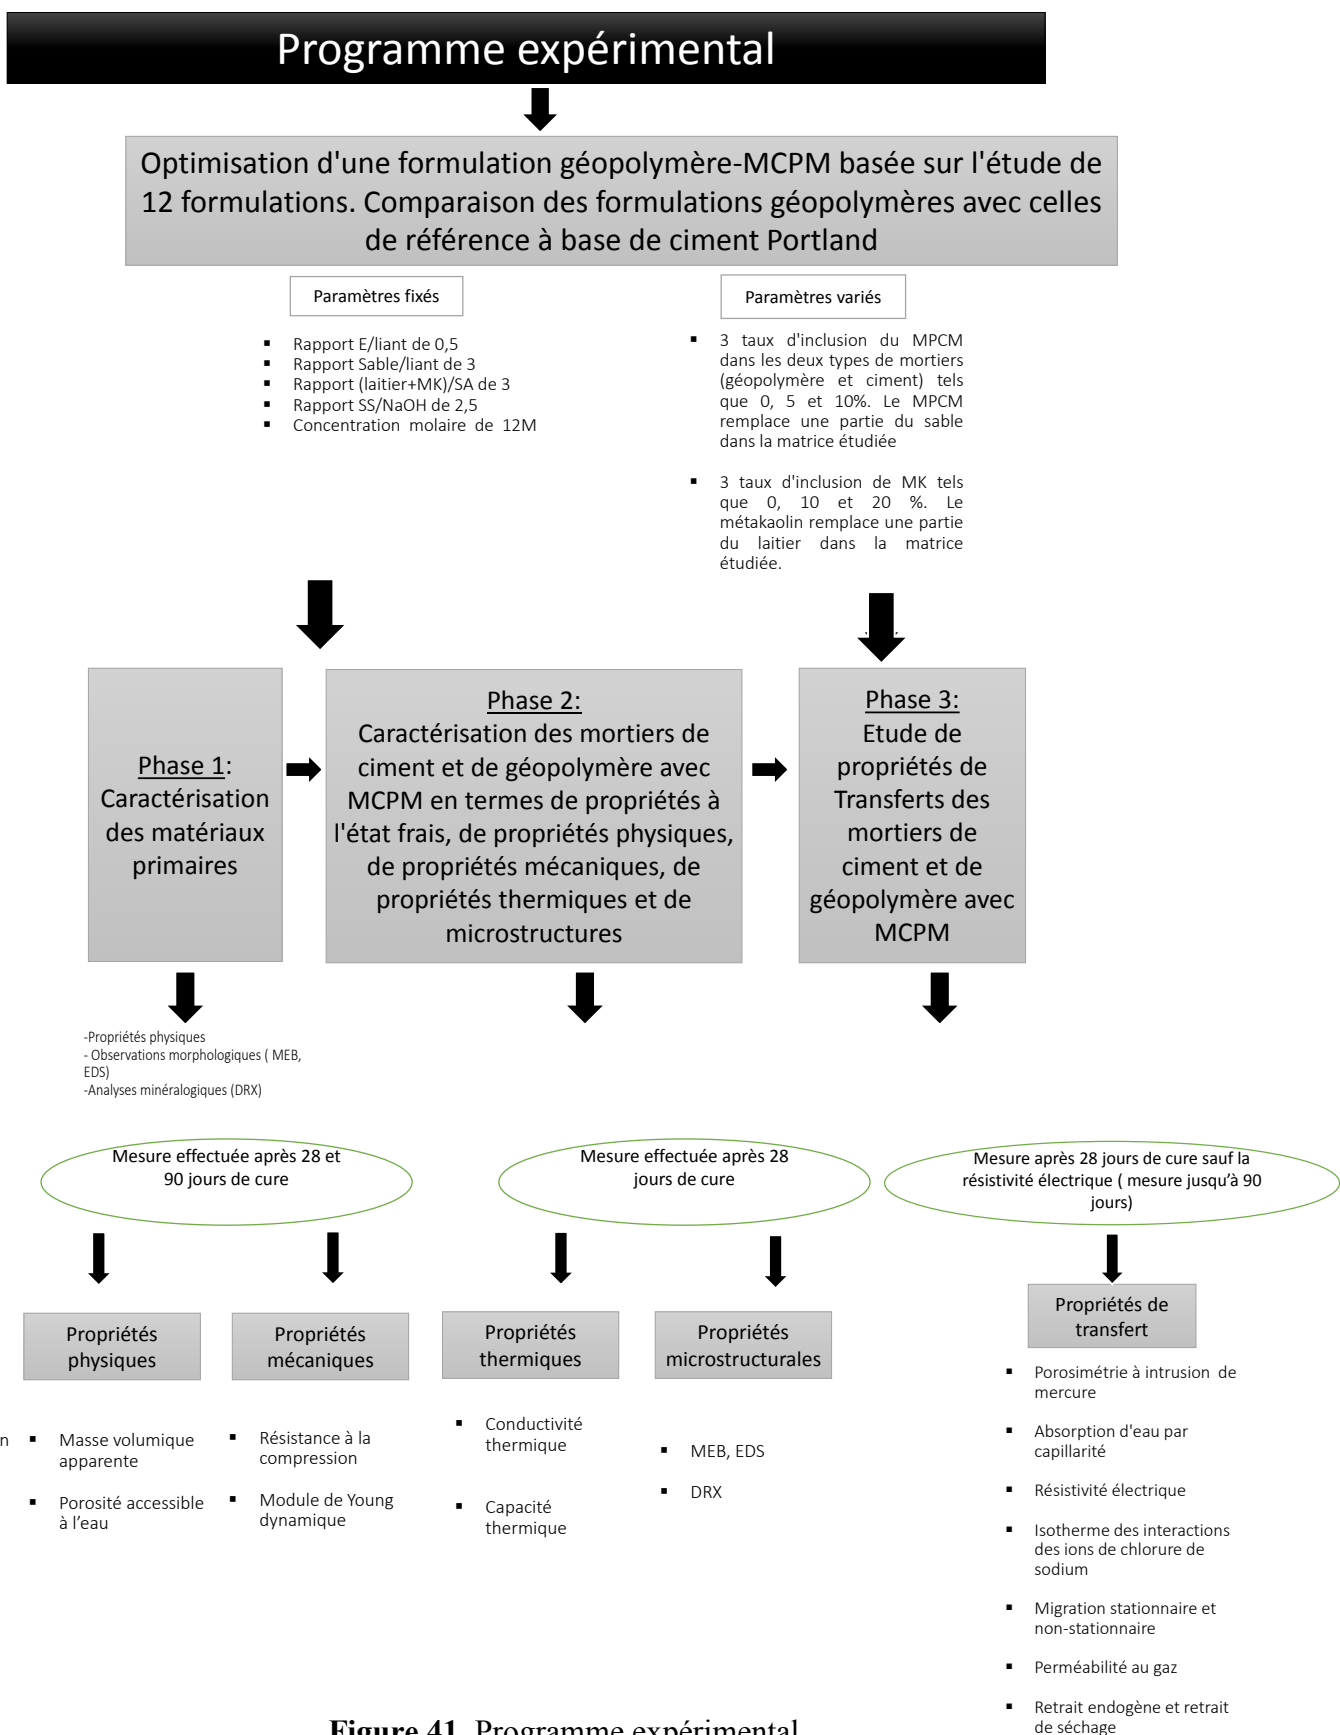 Programme expérimental
Optimisation d'une formulation géopolymère-MCPM basée sur l'étude de
12 formulations. Comparaison des formulations géopolymères avec celles
de référence à base de ciment Portland
Paramètres fixés
▪ Rapport E/liant de 0,5
▪ Rapport Sable/liant de 3
▪ Rapport (laitier+MK)/SA de 3
▪ Rapport SS/NaOH de 2,5
▪ Concentration molaire de 12M
Paramètres variés
▪ 3 taux d'inclusion du MPCM
dans les deux types de mortiers
(géopolymère et ciment) tels
que 0, 5 et 10%. Le MPCM
remplace une partie du sable
dans la matrice étudiée
▪ 3 taux d'inclusion de MK tels
que 0, 10 et 20 %. Le
métakaolin remplace une partie
du laitier dans la matrice
étudiée.
Phase 1:
Caractérisation
des matériaux
primaires
Phase 2:
Caractérisation des mortiers de
ciment et de géopolymère avec
MCPM en termes de propriétés à
l'état frais, de propriétés physiques,
de propriétés mécaniques, de
propriétés thermiques et de
microstructures
Phase 3:
Etude de
propriétés de
Transferts des
mortiers de
ciment et de
géopolymère avec
MCPM
-Propriétés physiques
- Observations morphologiques ( MEB,
EDS)
-Analyses minéralogiques (DRX)
Mesure effectuée après 28 et
90 jours de cure
Mesure effectuée après 28
jours de cure
Mesure après 28 jours de cure sauf la
résistivité électrique ( mesure jusqu'à 90
jours)
Propriétés
physiques
Propriétés
mécaniques
Propriétés
thermiques
Propriétés
microstructurales
Propriétés de
transfert
n
▪ Masse volumique
apparente
▪ Porosité accessible
à l'eau
▪ Résistance à la
compression
▪ Module de Young
dynamique
▪ Conductivité
thermique
▪ Capacité
thermique
▪ MEB, EDS
▪ DRX
▪ Porosimétrie à intrusion de
mercure
▪ Absorption d'eau par
capillarité
▪ Résistivité électrique
▪ Isotherme des interactions
des ions de chlorure de
sodium
▪ Migration stationnaire et
non-stationnaire
▪ Perméabilité au gaz
▪ Retrait endogène et retrait
de séchage
Figure 41. Programme expérimental